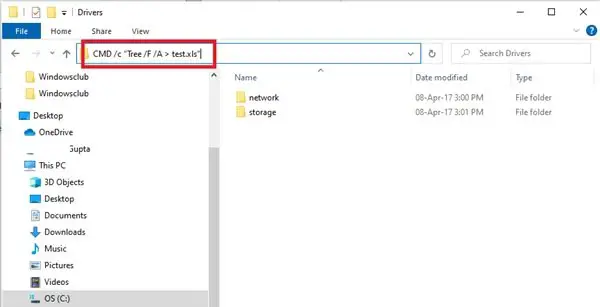 Drivers
File Home Share View
CMD /c "Tree /F /A > test.xls"
Search Drivers
Name Date modified Type
Windowsclub
Windowsclub
network 08-Apr-17 3:00 PM File folder
storage 08-Apr-17 3:01 PM File folder
Desktop
OneDrive
Gupta
This PC
3D Objects
Desktop
Documents
Downloads
Music
Pictures
Videos
OS (C:)